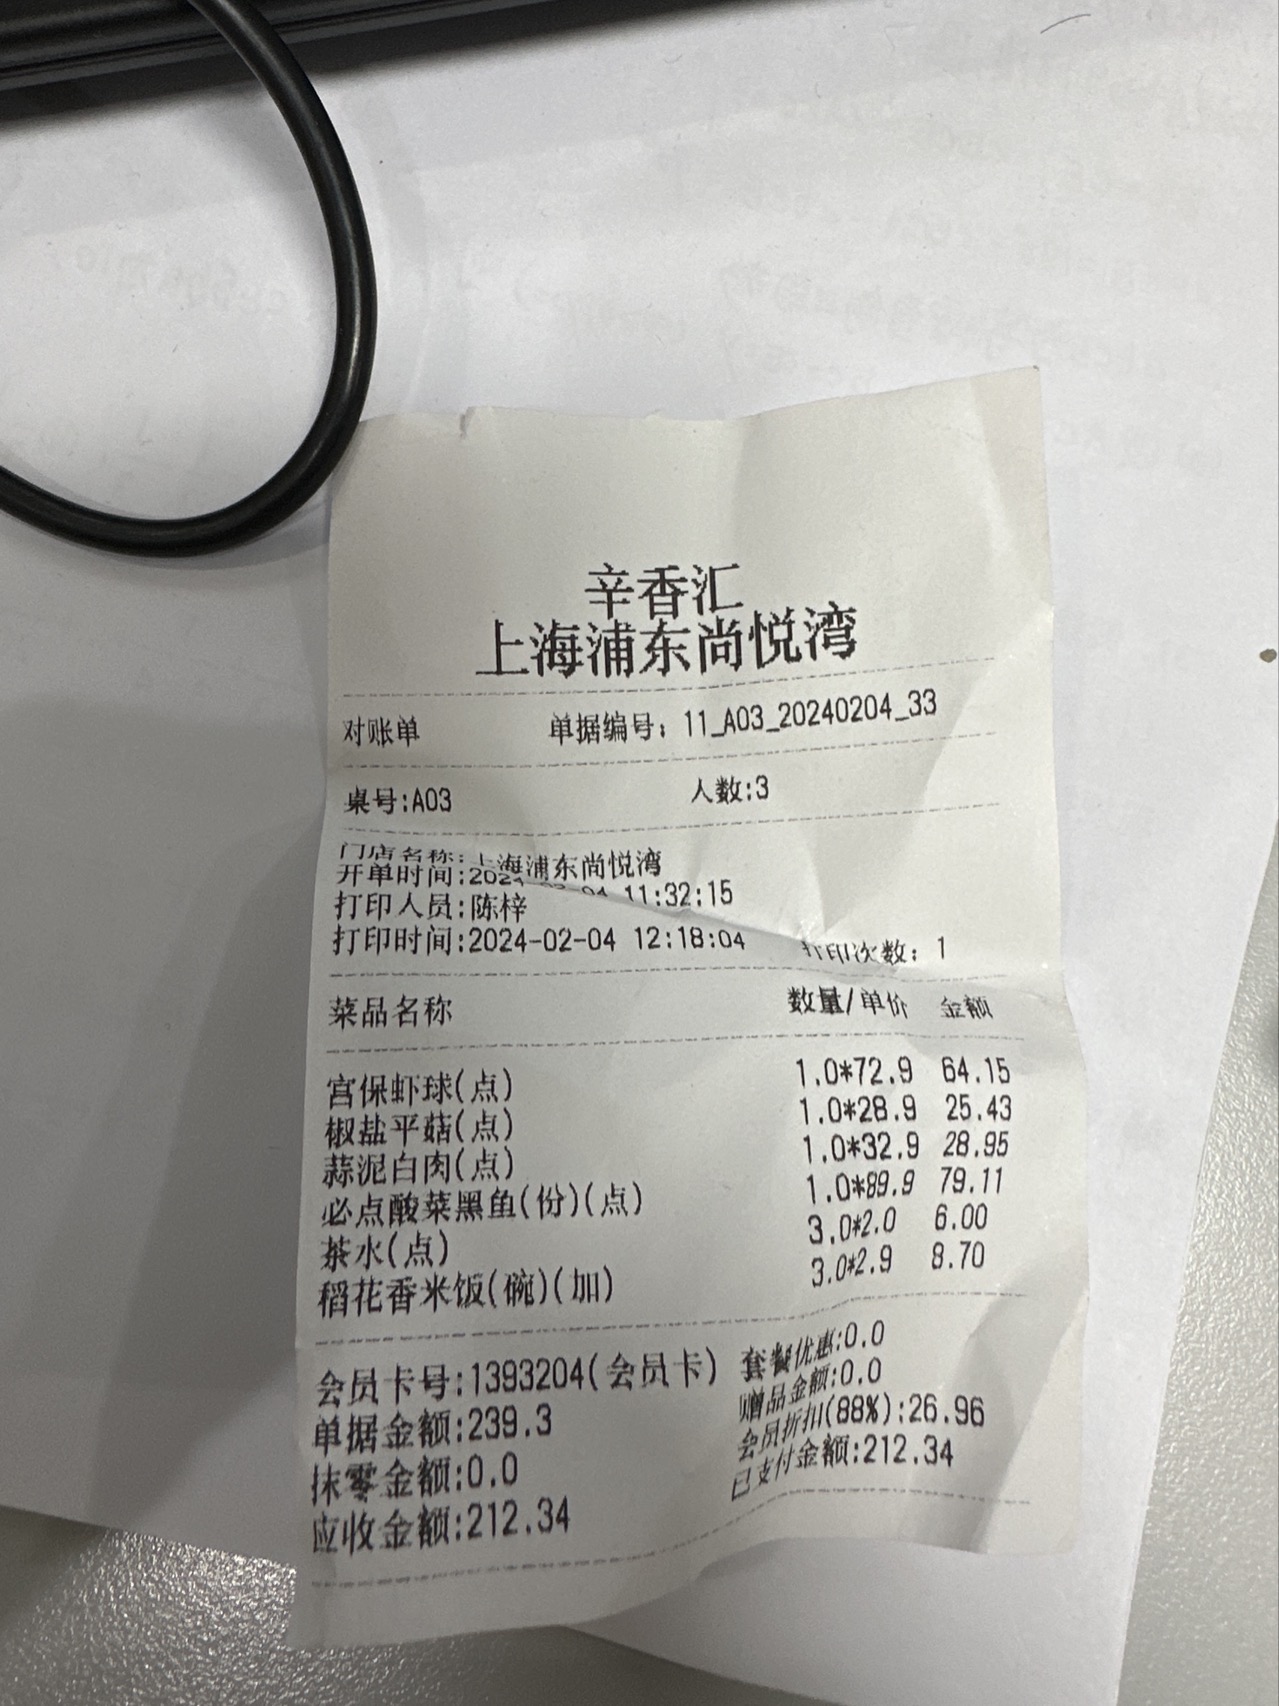 辛香汇
上海浦东尚悦湾
对账单 单据编号：11_A03_20240204_33
桌号:A03 人数:3
门店名称:上海浦东尚悦湾
开单时间:2024-02-04 11:32:15
打印人员:陈梓
打印时间:2024-02-04 12:18:04 打印次数：1
菜品名称 数量/单价 金额
宫保虾球(点) 1.0*72.9 64.15
椒盐平菇(点) 1.0*28.9 25.43
蒜泥白肉(点) 1.0*32.9 28.95
必点酸菜黑鱼(份)(点) 1.0*89.9 79.11
茶水(点) 3.0*2.0 6.00
稻花香米饭(碗)(加) 3.0*2.9 8.70
会员卡号:1393204(会员卡) 套餐优惠:0.0
单据金额:239.3 赠品金额:0.0
抹零金额:0.0 会员折扣(88%):26.96
应收金额:212.34 已支付金额:212.34